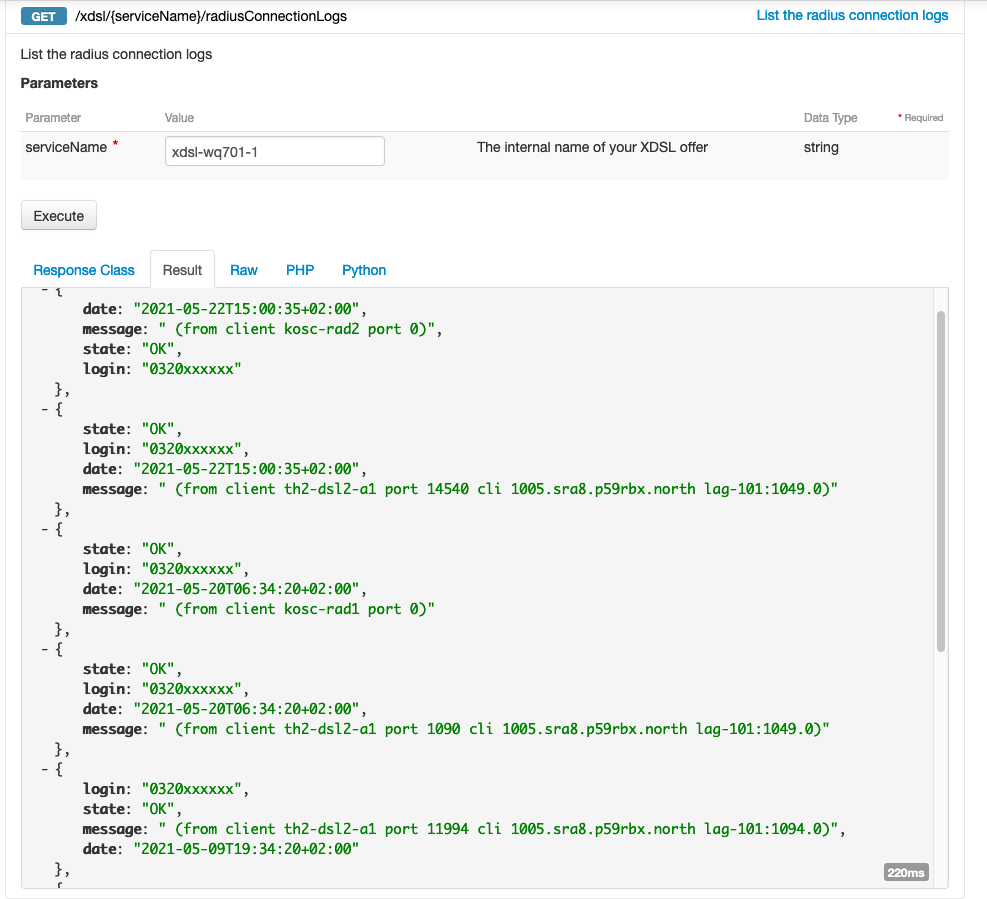 GET /xdsl/{serviceName}/radiusConnectionLogs List the radius connection logs
List the radius connection logs
Parameters
Parameter Value Data Type * Required
serviceName * xdsl-wq701-1 The internal name of your XDSL offer string
Execute
Response Class Result Raw PHP Python
- {
date: "2021-05-22T15:00:35+02:00",
message: " (from client kosc-rad2 port 0)",
state: "OK",
login: "0320xxxxxx"
},
- {
state: "OK",
login: "0320xxxxxx",
date: "2021-05-22T15:00:35+02:00",
message: " (from client th2-dsl2-a1 port 14540 cli 1005.sra8.p59rbx.north lag-101:1049.0)"
},
- {
state: "OK",
login: "0320xxxxxx",
date: "2021-05-20T06:34:20+02:00",
message: " (from client kosc-rad1 port 0)"
},
- {
state: "OK",
login: "0320xxxxxx",
date: "2021-05-20T06:34:20+02:00",
message: " (from client th2-dsl2-a1 port 1090 cli 1005.sra8.p59rbx.north lag-101:1049.0)"
},
- {
login: "0320xxxxxx",
state: "OK",
message: " (from client th2-dsl2-a1 port 11994 cli 1005.sra8.p59rbx.north lag-101:1094.0)",
date: "2021-05-09T19:34:20+02:00"
},
- {
220ms